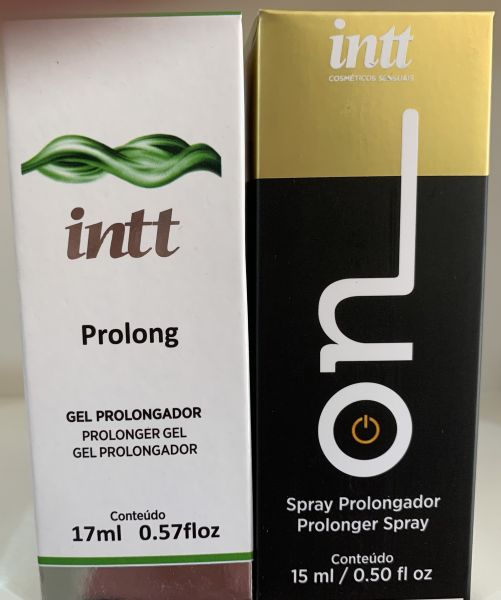 intt
Prolong
GEL PROLONGADOR
PROLONGER GEL
GEL PROLONGADOR
Conteúdo
17ml 0.57floz
intt
COSMÉTICOS SENSUAIS
on
Spray Prolongador
Prolonger Spray
Conteúdo
15 ml / 0.50 fl oz